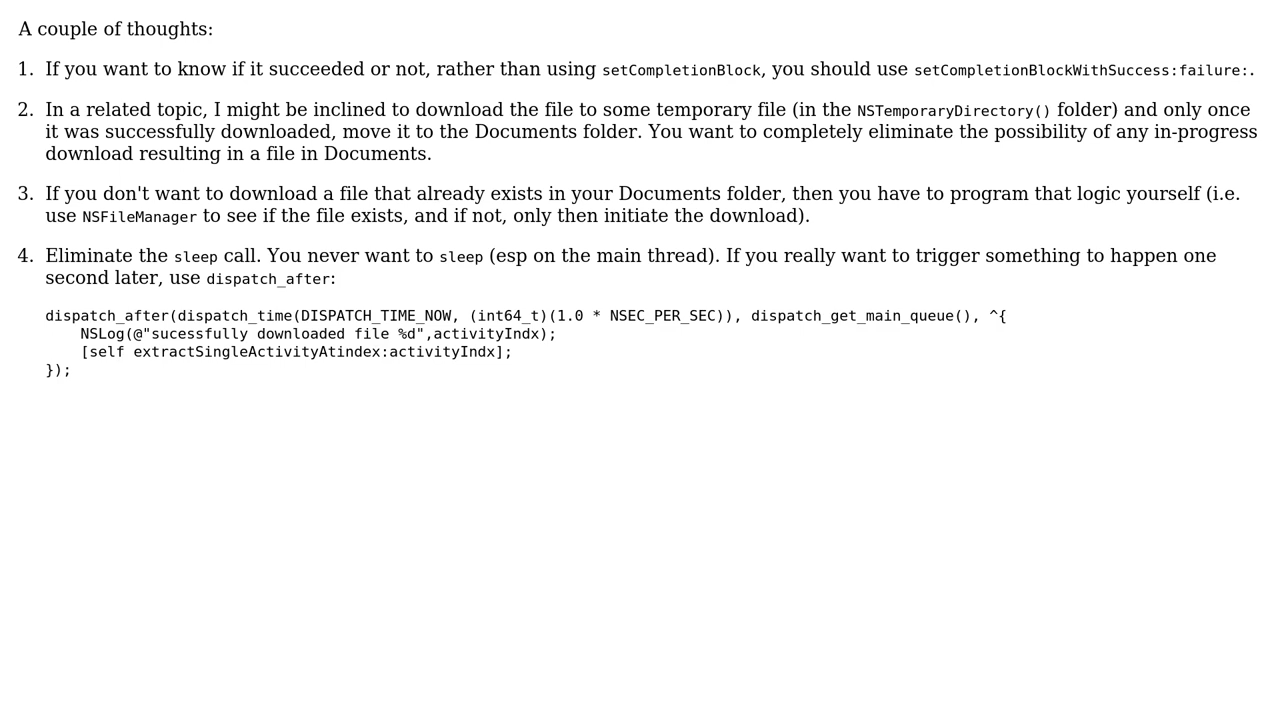 A couple of thoughts:
1. If you want to know if it succeeded or not, rather than using setCompletionBlock, you should use setCompletionBlockWithSuccess:failure:.
2. In a related topic, I might be inclined to download the file to some temporary file (in the NSTemporaryDirectory() folder) and only once
it was successfully downloaded, move it to the Documents folder. You want to completely eliminate the possibility of any in-progress
download resulting in a file in Documents.
3. If you don't want to download a file that already exists in your Documents folder, then you have to program that logic yourself (i.e.
use NSFileManager to see if the file exists, and if not, only then initiate the download).
4. Eliminate the sleep call. You never want to sleep (esp on the main thread). If you really want to trigger something to happen one
second later, use dispatch_after:
dispatch_after(dispatch_time(DISPATCH_TIME_NOW, (int64_t)(1.0 * NSEC_PER_SEC)), dispatch_get_main_queue(), ^{
    NSLog(@"sucessfully downloaded file %d",activityIndx);
    [self extractSingleActivityAtindex:activityIndx];
});